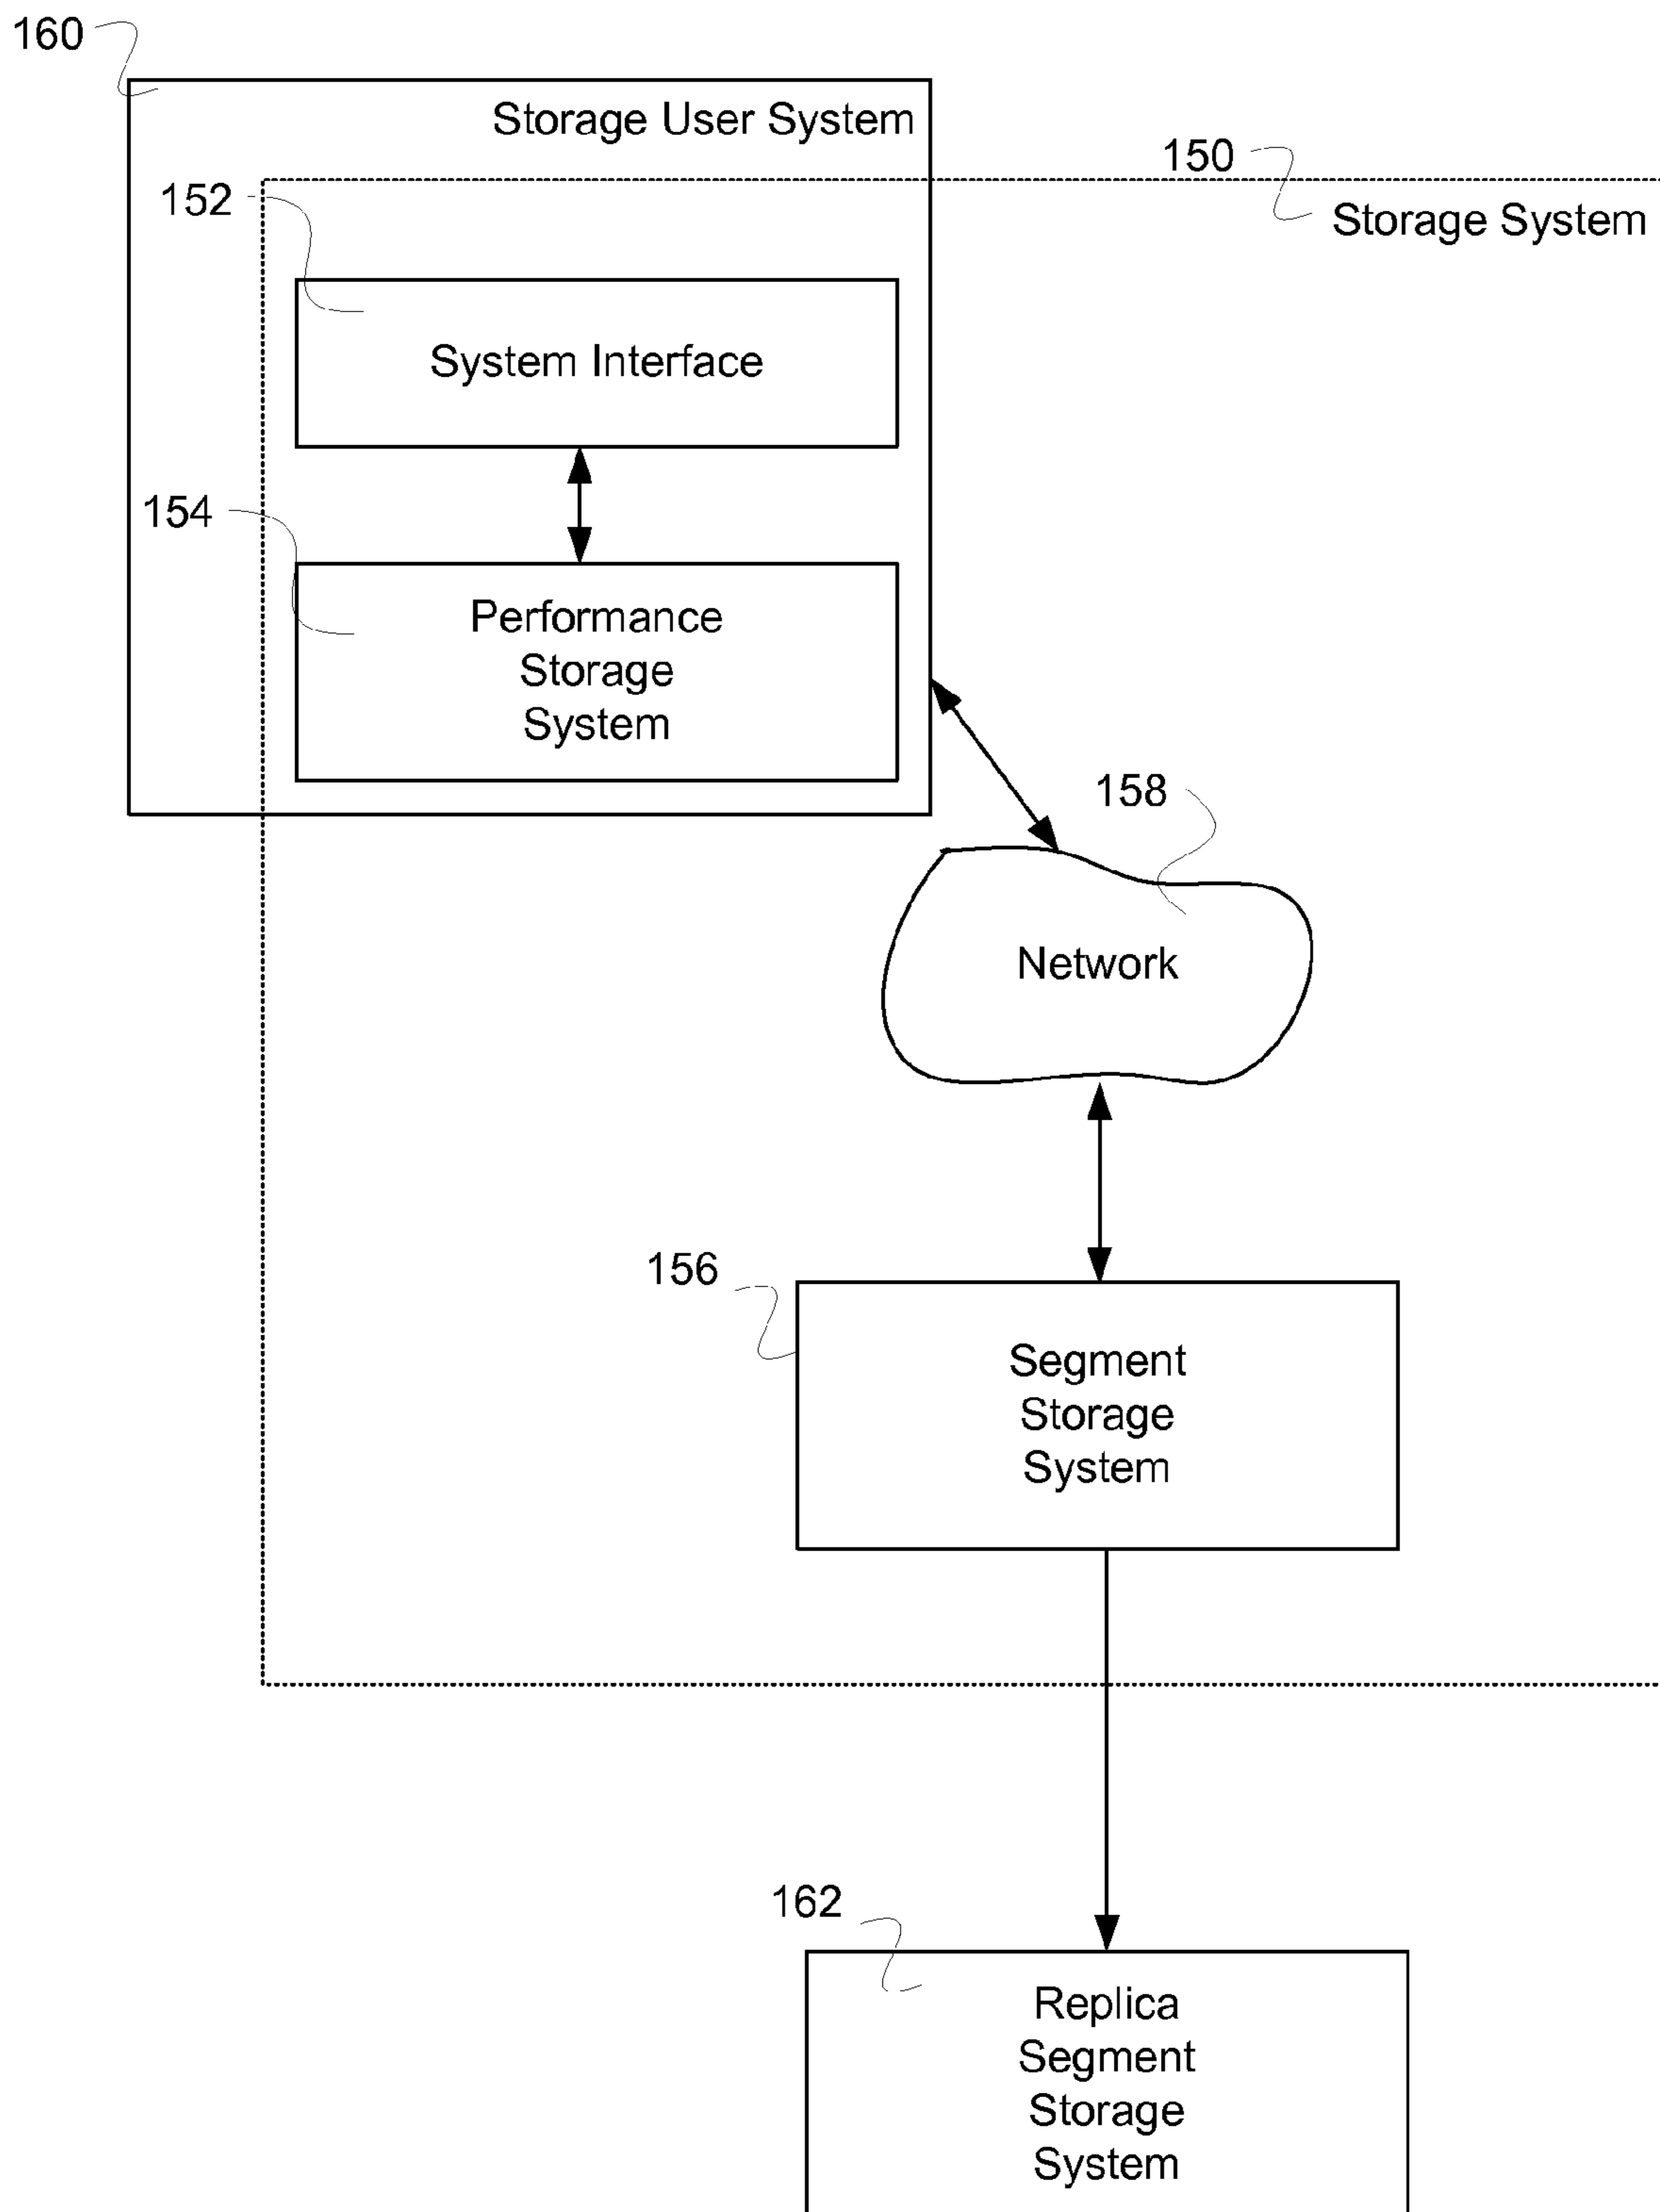 160
Storage User System
150
Storage System
152
System Interface
154
Performance
Storage
System
158
Network
156
Segment
Storage
System
162
Replica
Segment
Storage
System